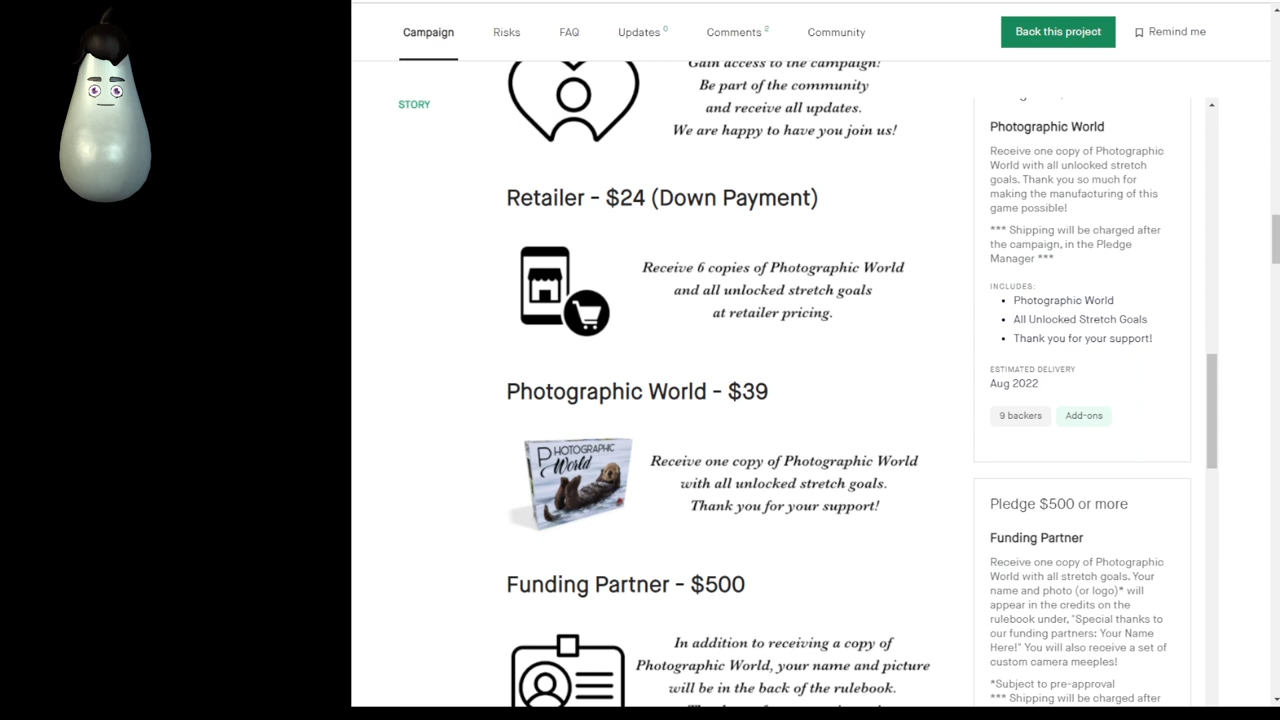 Campaign
Risks
FAQ
Updates 0
Comments 2
Community
Back this project
Remind me
STORY
Gain access to the campaign!
Be part of the community
and receive all updates.
We are happy to have you join us!
Retailer - $24 (Down Payment)
Receive 6 copies of Photographic World
and all unlocked stretch goals
at retailer pricing.
Photographic World - $39
PHOTOGRAPHIC
World
Receive one copy of Photographic World
with all unlocked stretch goals.
Thank you for your support!
Funding Partner - $500
In addition to receiving a copy of
Photographic World, your name and picture
will be in the back of the rulebook.
Photographic World
Receive one copy of Photographic
World with all unlocked stretch
goals. Thank you so much for
making the manufacturing of this
game possible!
*** Shipping will be charged after
the campaign, in the Pledge
Manager ***
INCLUDES:
• Photographic World
• All Unlocked Stretch Goals
• Thank you for your support!
ESTIMATED DELIVERY
Aug 2022
9 backers
Add-ons
Pledge $500 or more
Funding Partner
Receive one copy of Photographic
World with all stretch goals. Your
name and photo (or logo)* will
appear in the credits on the
rulebook under, "Special thanks to
our funding partners: Your Name
Here!" You will also receive a set of
custom camera meeples!
*Subject to pre-approval
*** Shipping will be charged after